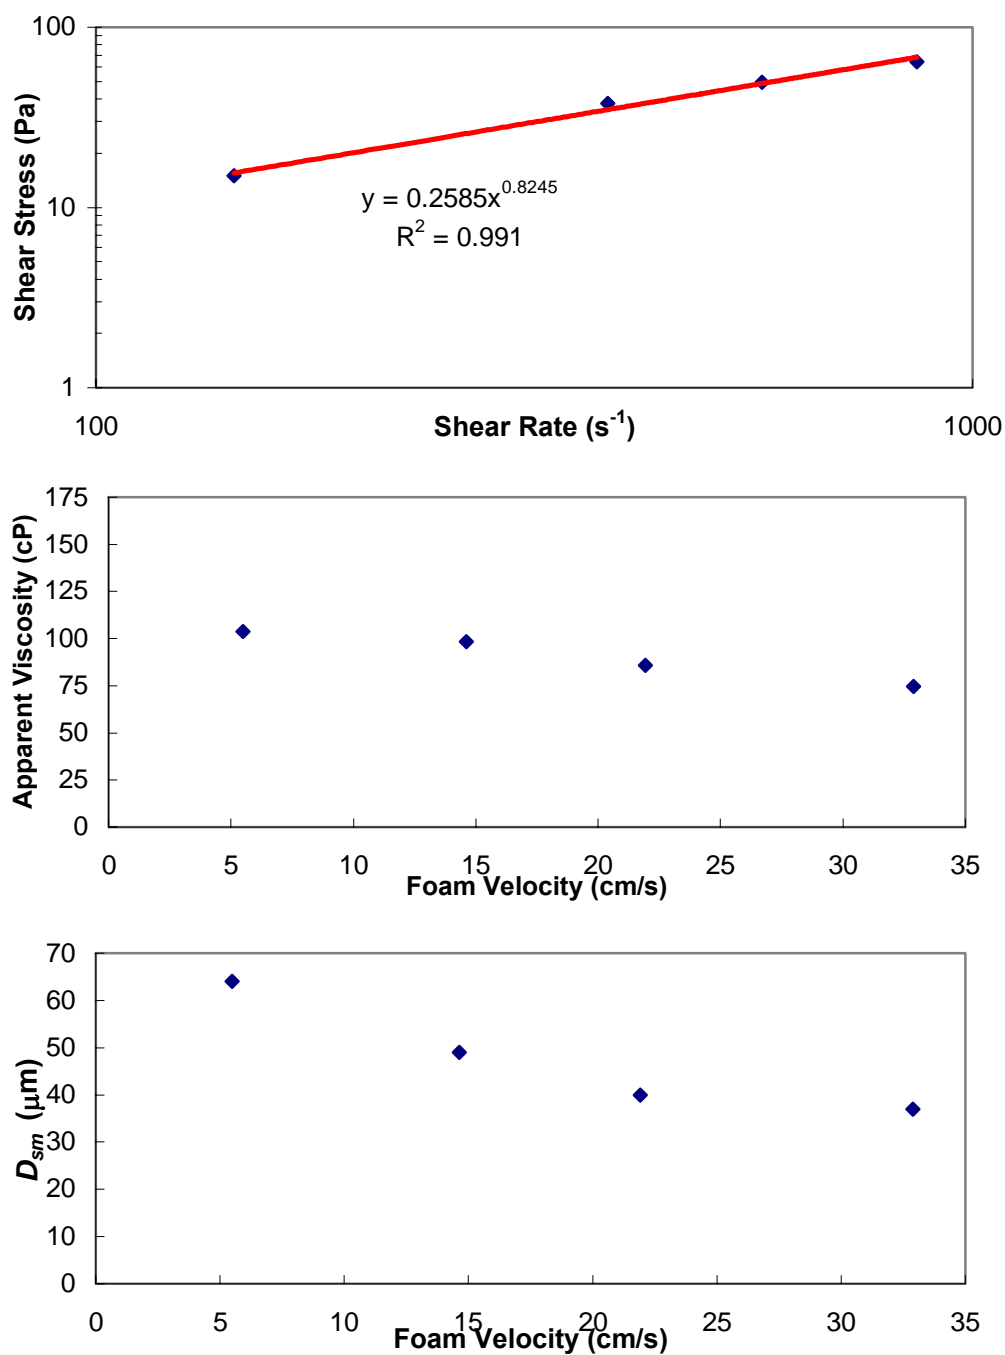 100
10
1
Shear Stress (Pa)
y = 0.2585x^0.8245
R^2 = 0.991
100
1000
Shear Rate (s^-1)
175
150
125
100
75
50
25
0
Apparent Viscosity (cP)
0 5 10 15 20 25 30 35
Foam Velocity (cm/s)
70
60
50
40
30
20
10
0
D_sm (μm)
0 5 10 15 20 25 30 35
Foam Velocity (cm/s)